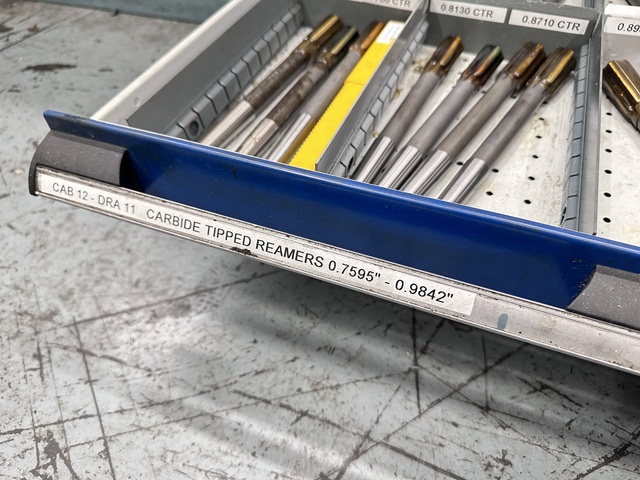 0.8130 CTR
0.8710 CTR
CAB 12 - DRA 11 CARBIDE TIPPED REAMERS 0.7595" - 0.9842"